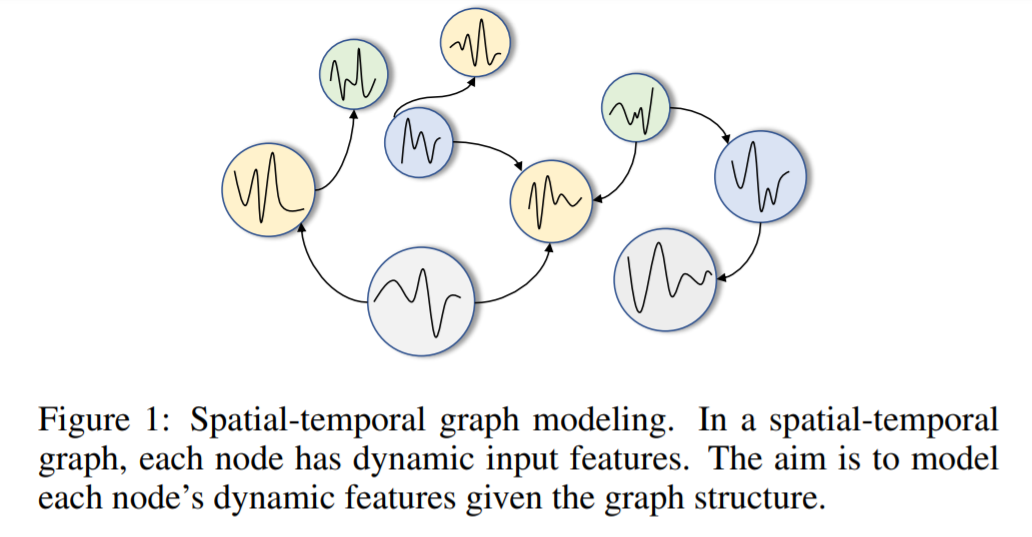 Figure 1: Spatial-temporal graph modeling. In a spatial-temporal
graph, each node has dynamic input features. The aim is to model
each node's dynamic features given the graph structure.